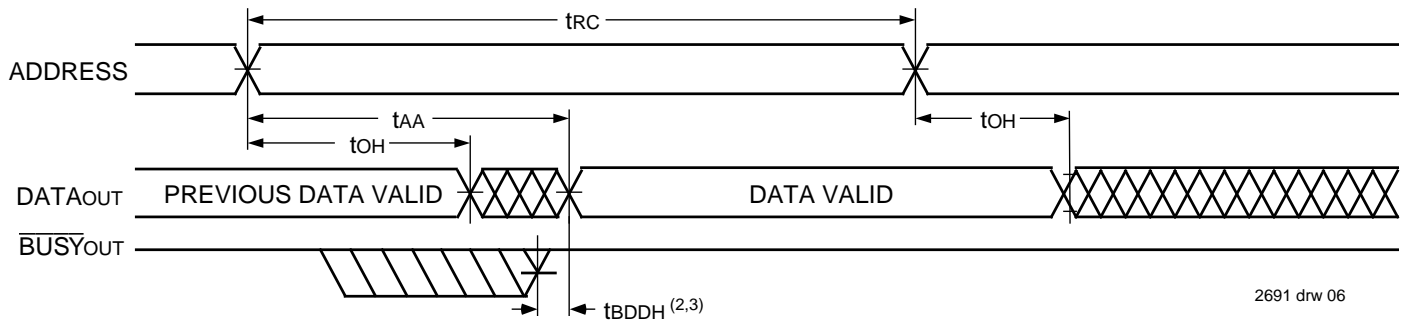 tRC
ADDRESS
tAA
tOH
tOH
DATAOUT
PREVIOUS DATA VALID
DATA VALID
BUSYOUT
tBDDH (2,3)
2691 drw 06